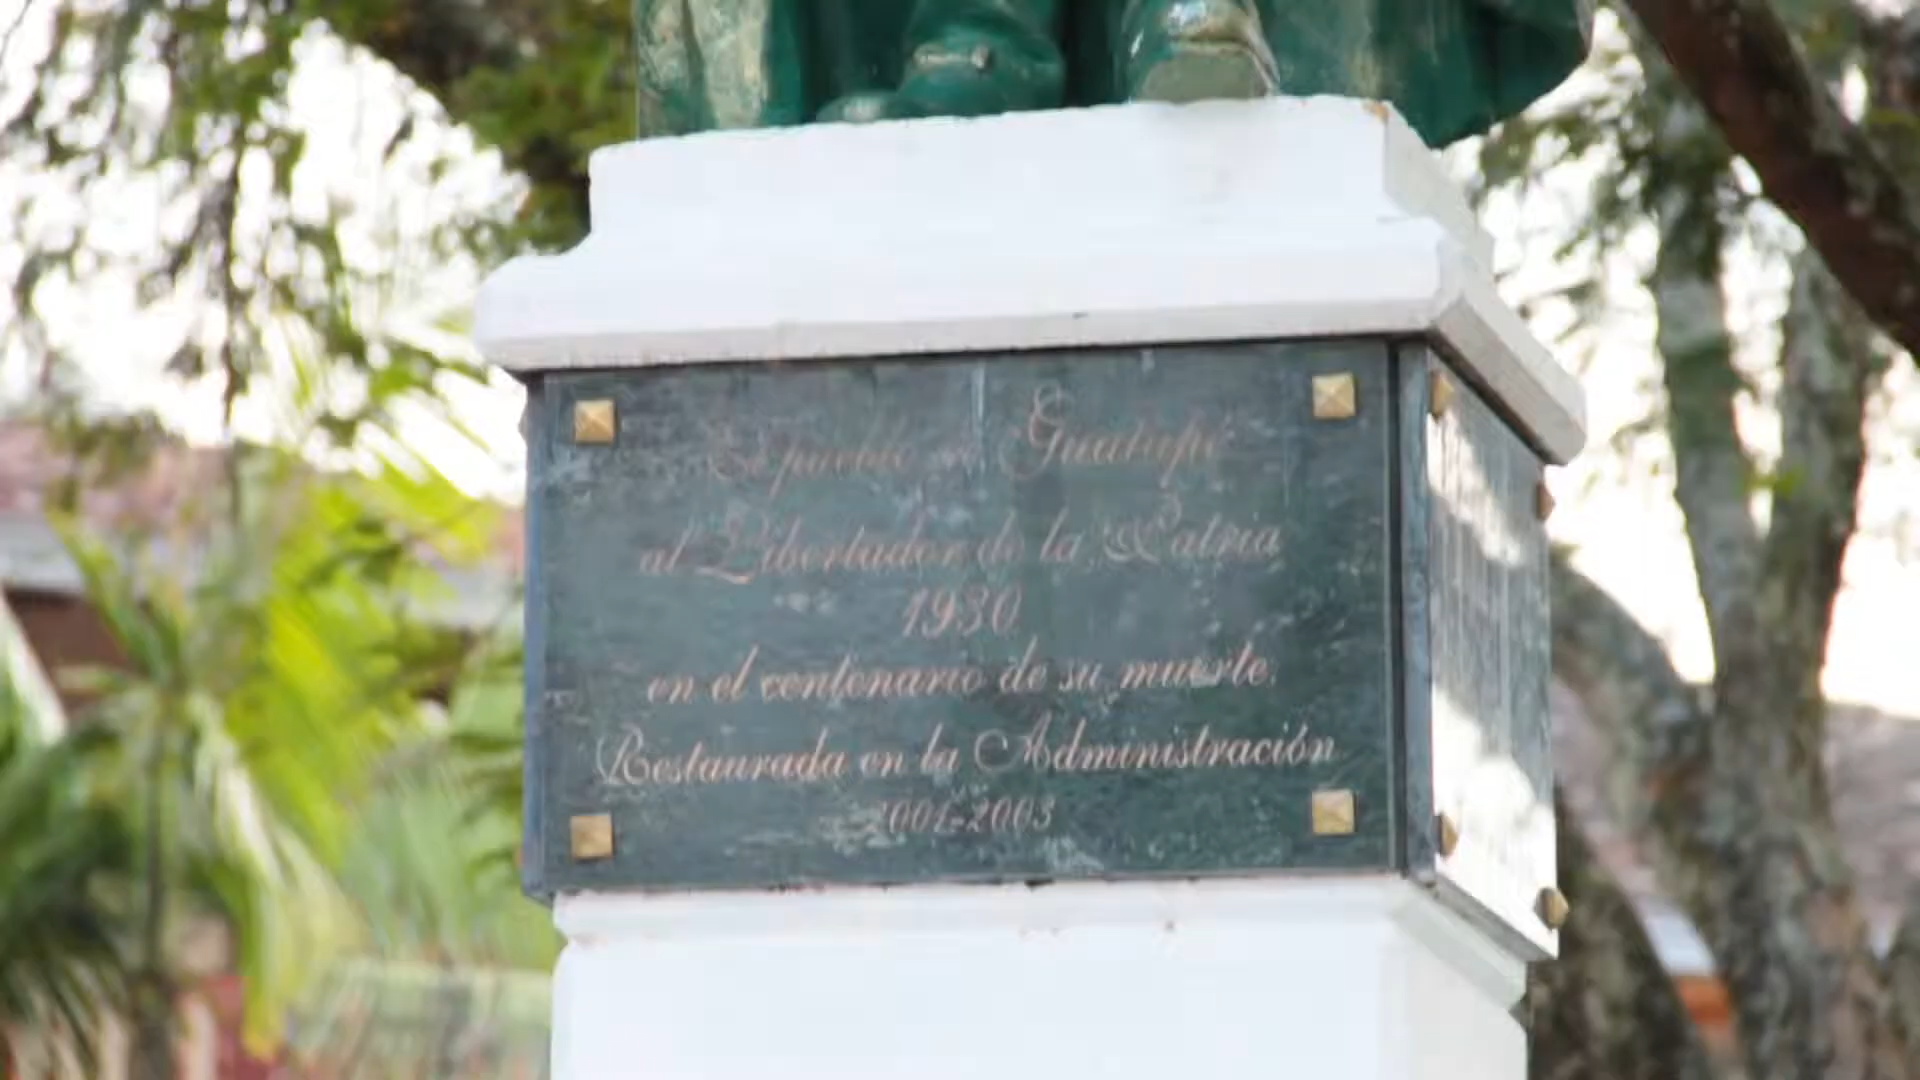 El pueblo de Guatapé
al Libertador de la Patria
1930
en el centenario de su muerte.
Restaurada en la Administración
2001-2003